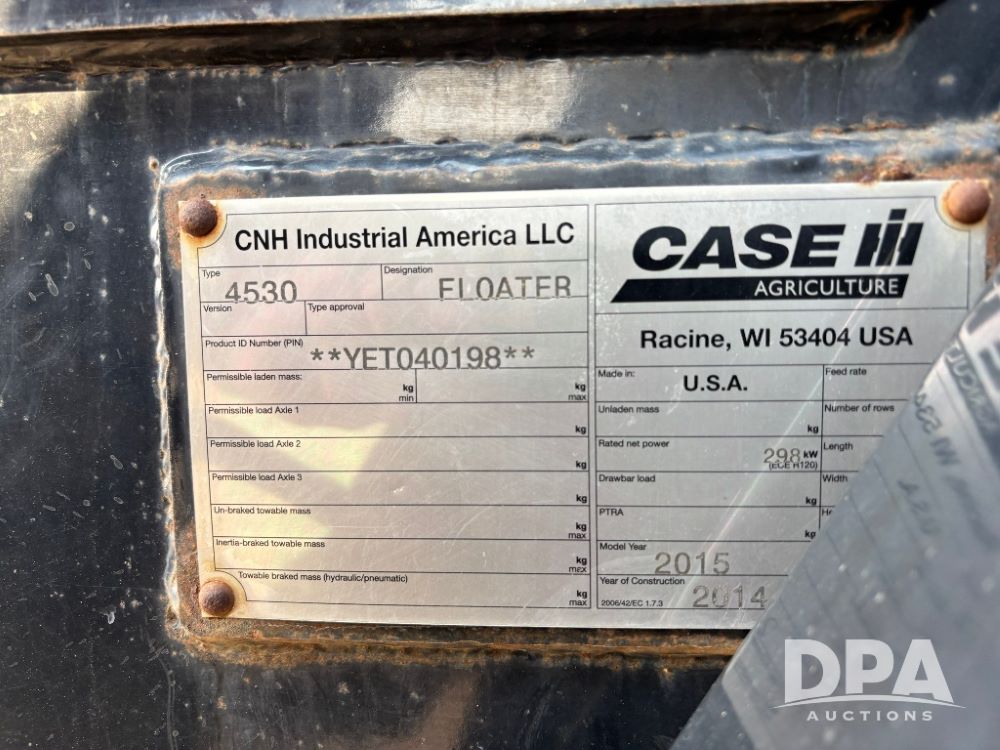 CNH Industrial America LLC
Type
4530
Designation
FLOATER
Version
Type approval
Product ID Number (PIN)
**YET040198**
Permissible laden mass:
kg
min
kg
max
Permissible load Axle 1
kg
Permissible load Axle 2
kg
Permissible load Axle 3
kg
Un-braked towable mass
kg
max
Inertia-braked towable mass
kg
max
Towable braked mass (hydraulic/pneumatic)
kg
max
CASE IH
AGRICULTURE
Racine, WI 53404 USA
Made in:
U.S.A.
Feed rate
Unladen mass
kg
Number of rows
Rated net power
298 kW
(ECE R120)
Length
Drawbar load
kg
Width
PTRA
kg
Model Year
2015
Year of Construction
2006/42/EC 1.7.3
2014
DPA
AUCTIONS